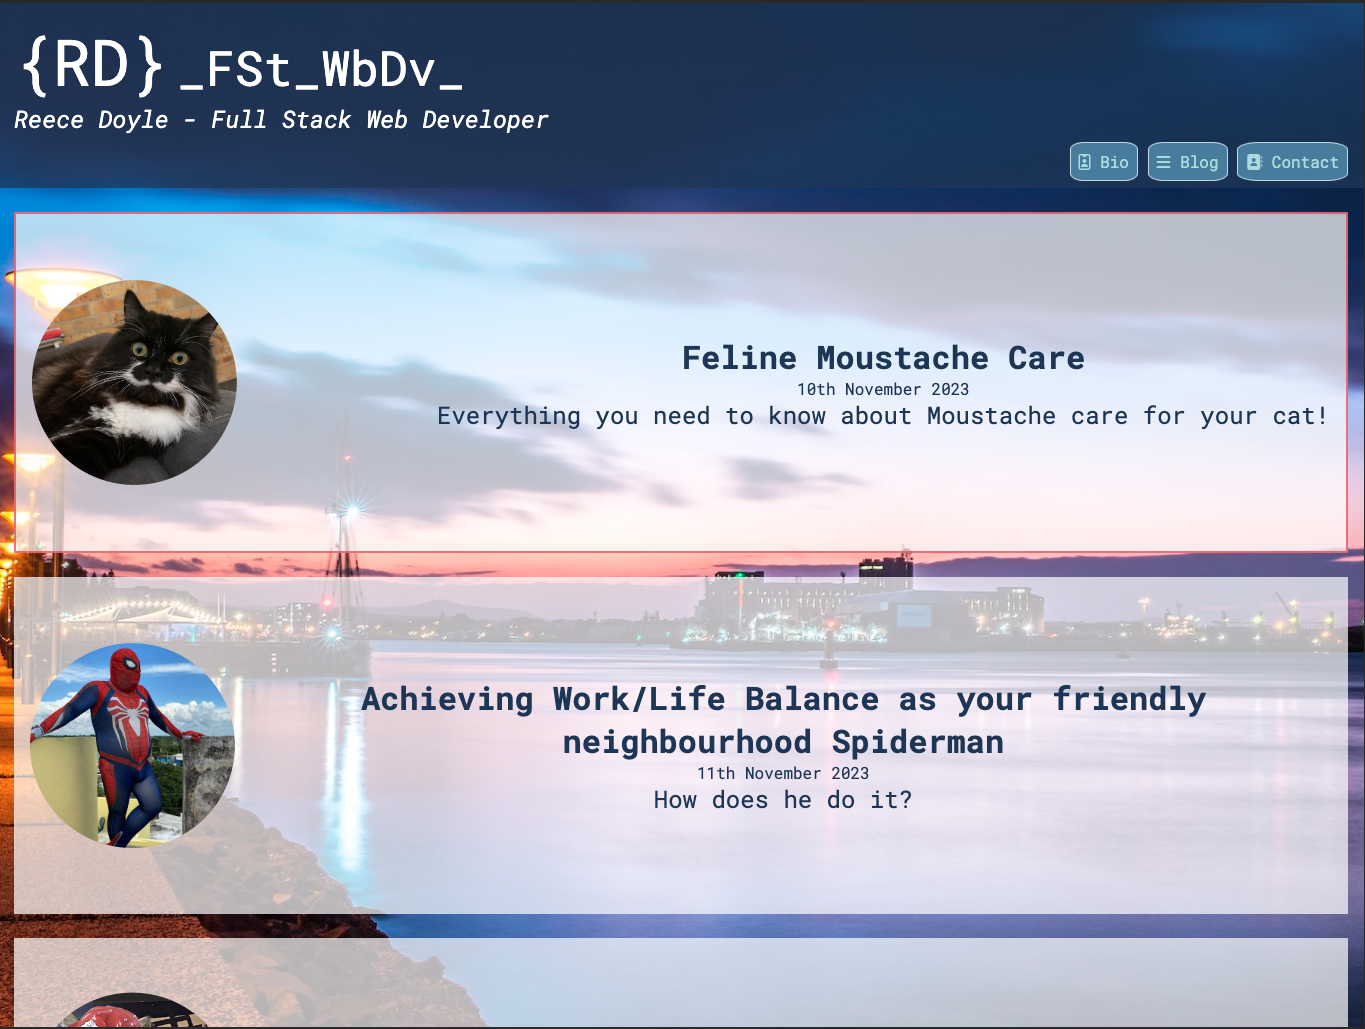 {RD} _FSt_WbDv_
Reece Doyle - Full Stack Web Developer
Bio
Blog
Contact
Feline Moustache Care
10th November 2023
Everything you need to know about Moustache care for your cat!
Achieving Work/Life Balance as your friendly
neighbourhood Spiderman
11th November 2023
How does he do it?